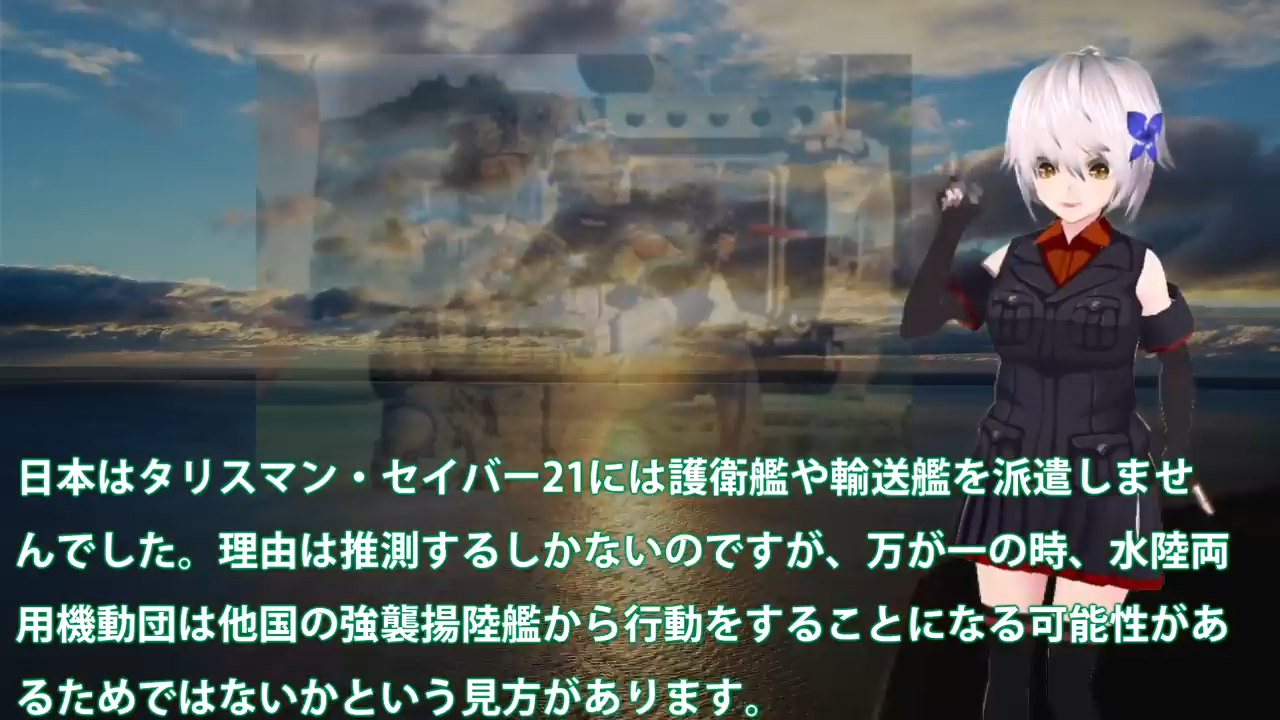 日本はタリスマン・セイバー21には護衛艦や輸送艦を派遣しませ
んでした。理由は推測するしかないのですが、万が一の時、水陸両
用機動団は他国の強襲揚陸艦から行動をすることになる可能性があ
るためではないかという見方があります。